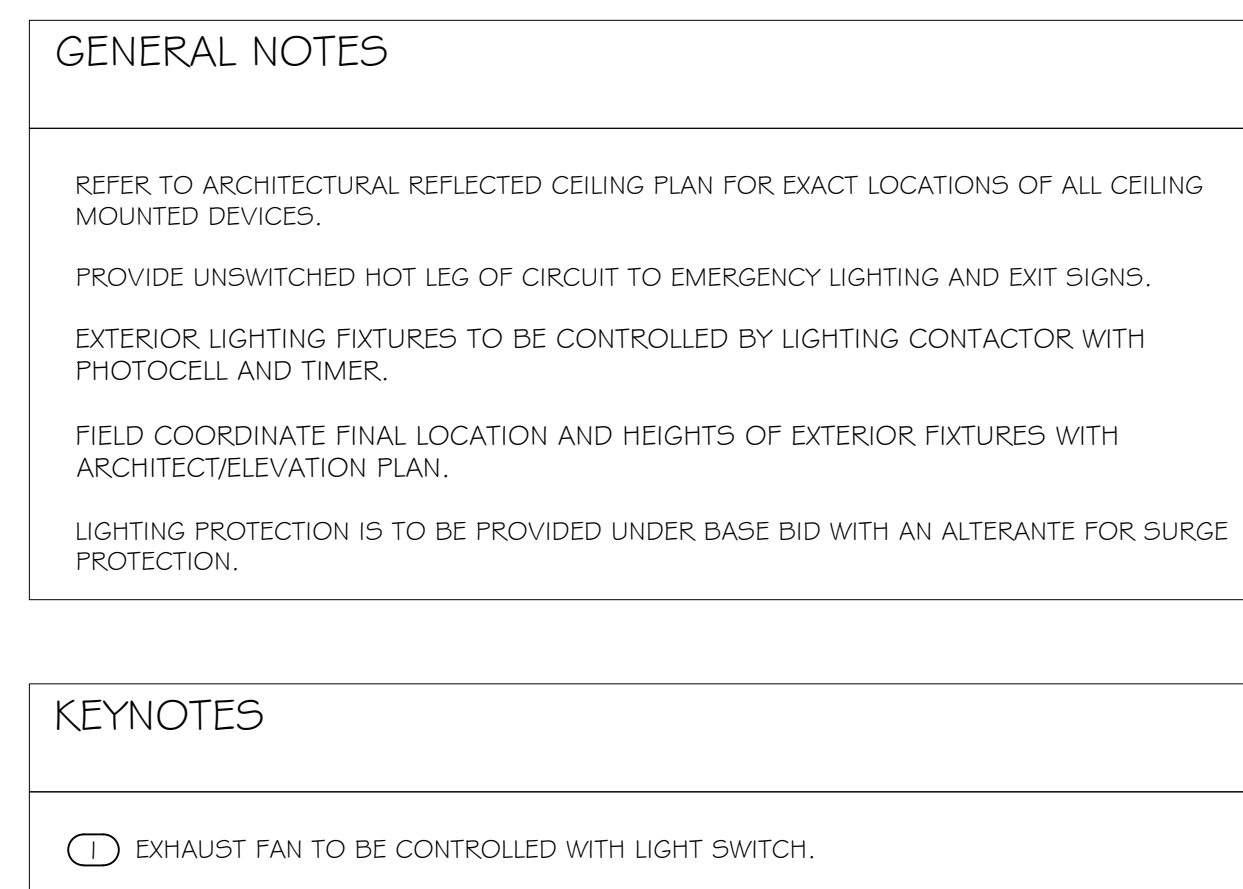 GENERAL NOTES
REFER TO ARCHITECTURAL REFLECTED CEILING PLAN FOR EXACT LOCATIONS OF ALL CEILING
MOUNTED DEVICES.
PROVIDE UNSWITCHED HOT LEG OF CIRCUIT TO EMERGENCY LIGHTING AND EXIT SIGNS.
EXTERIOR LIGHTING FIXTURES TO BE CONTROLLED BY LIGHTING CONTACTOR WITH
PHOTOCELL AND TIMER.
FIELD COORDINATE FINAL LOCATION AND HEIGHTS OF EXTERIOR FIXTURES WITH
ARCHITECT/ELEVATION PLAN.
LIGHTING PROTECTION IS TO BE PROVIDED UNDER BASE BID WITH AN ALTERANTE FOR SURGE
PROTECTION.
KEYNOTES
1 EXHAUST FAN TO BE CONTROLLED WITH LIGHT SWITCH.